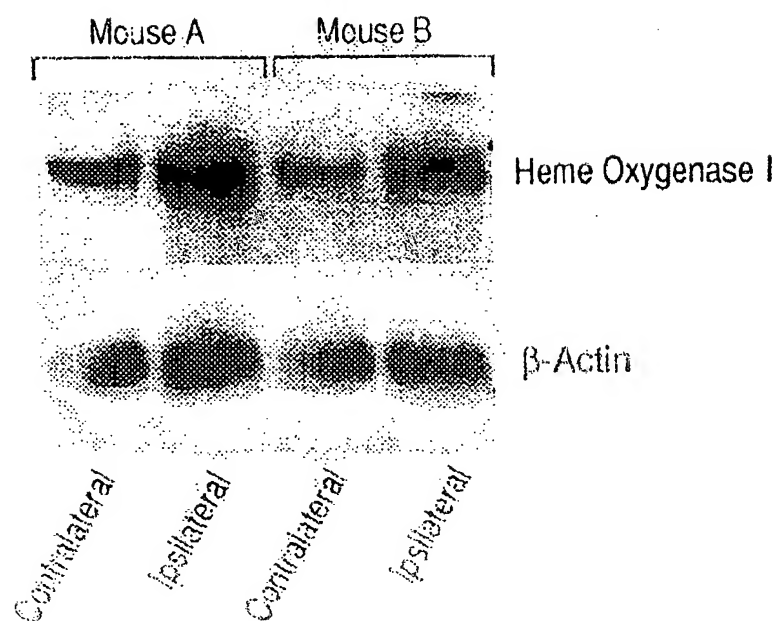 Mouse A Mouse B
Heme Oxygenase I
β-Actin
Contralateral Ipsilateral Contralateral Ipsilateral